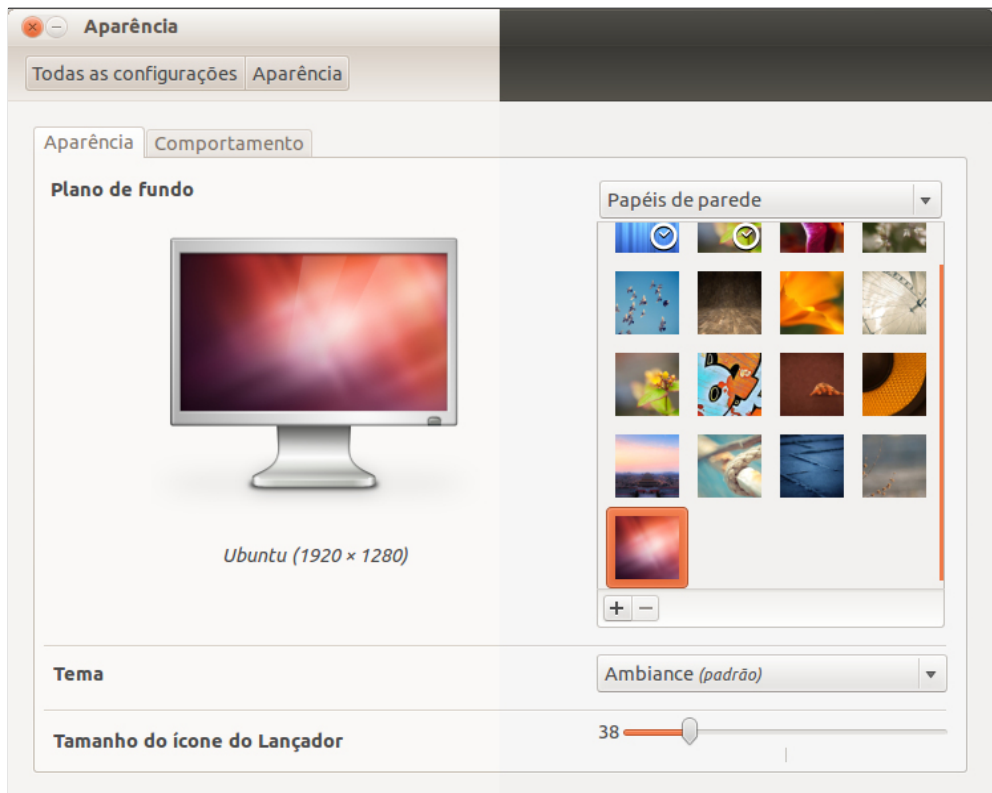 Aparência
Todas as configurações Aparência
Aparência Comportamento
Plano de fundo
Papéis de parede
Ubuntu (1920 × 1280)
Tema
Ambiance (padrão)
Tamanho do ícone do Lançador
38